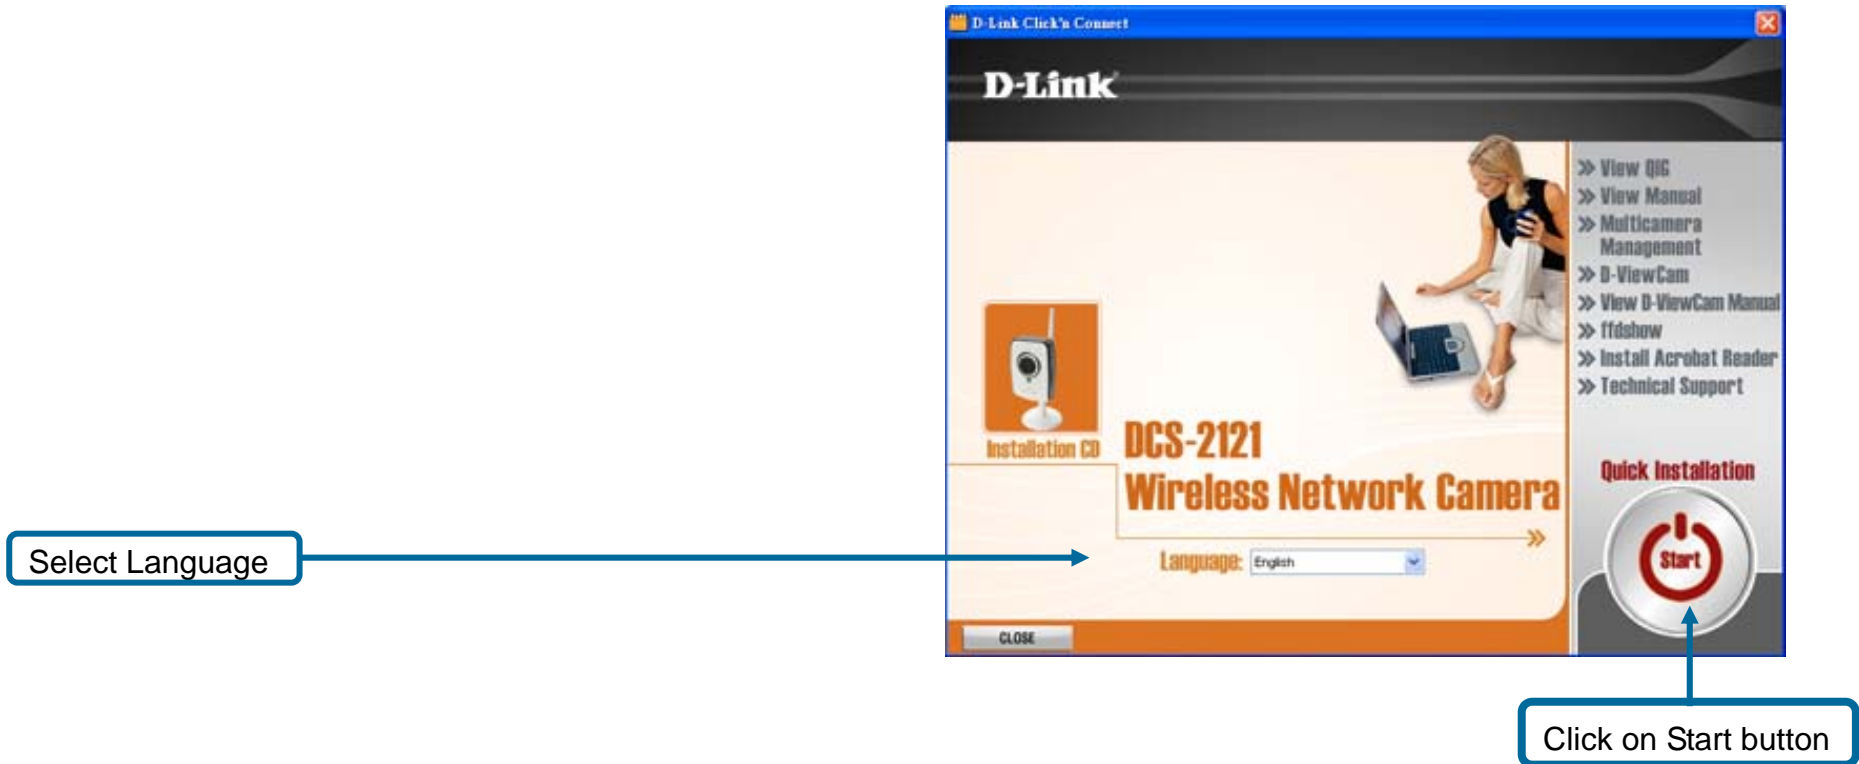 D-Link Click'n Connect
D-Link
View QIG
View Manual
Multicamera
Management
D-ViewCam
View D-ViewCam Manual
ffdshow
Install Acrobat Reader
Technical Support
Installation CD
DCS-2121
Wireless Network Camera
Quick Installation
Start
Select Language
Language: English
CLOSE
Click on Start button